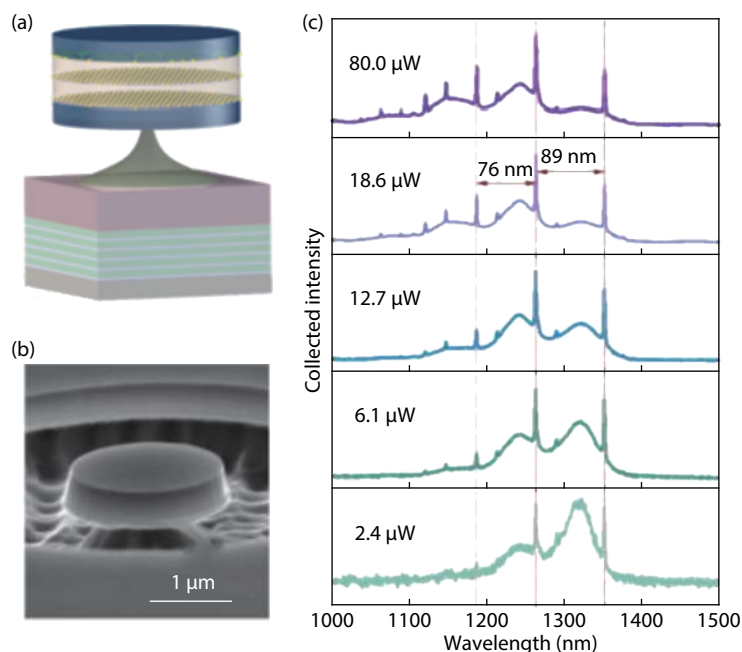 (a)
(b)
1 µm
(c)
80.0 µW
18.6 µW
76 nm
89 nm
12.7 µW
6.1 µW
2.4 µW
Collected intensity
1000 1100 1200 1300 1400 1500
Wavelength (nm)